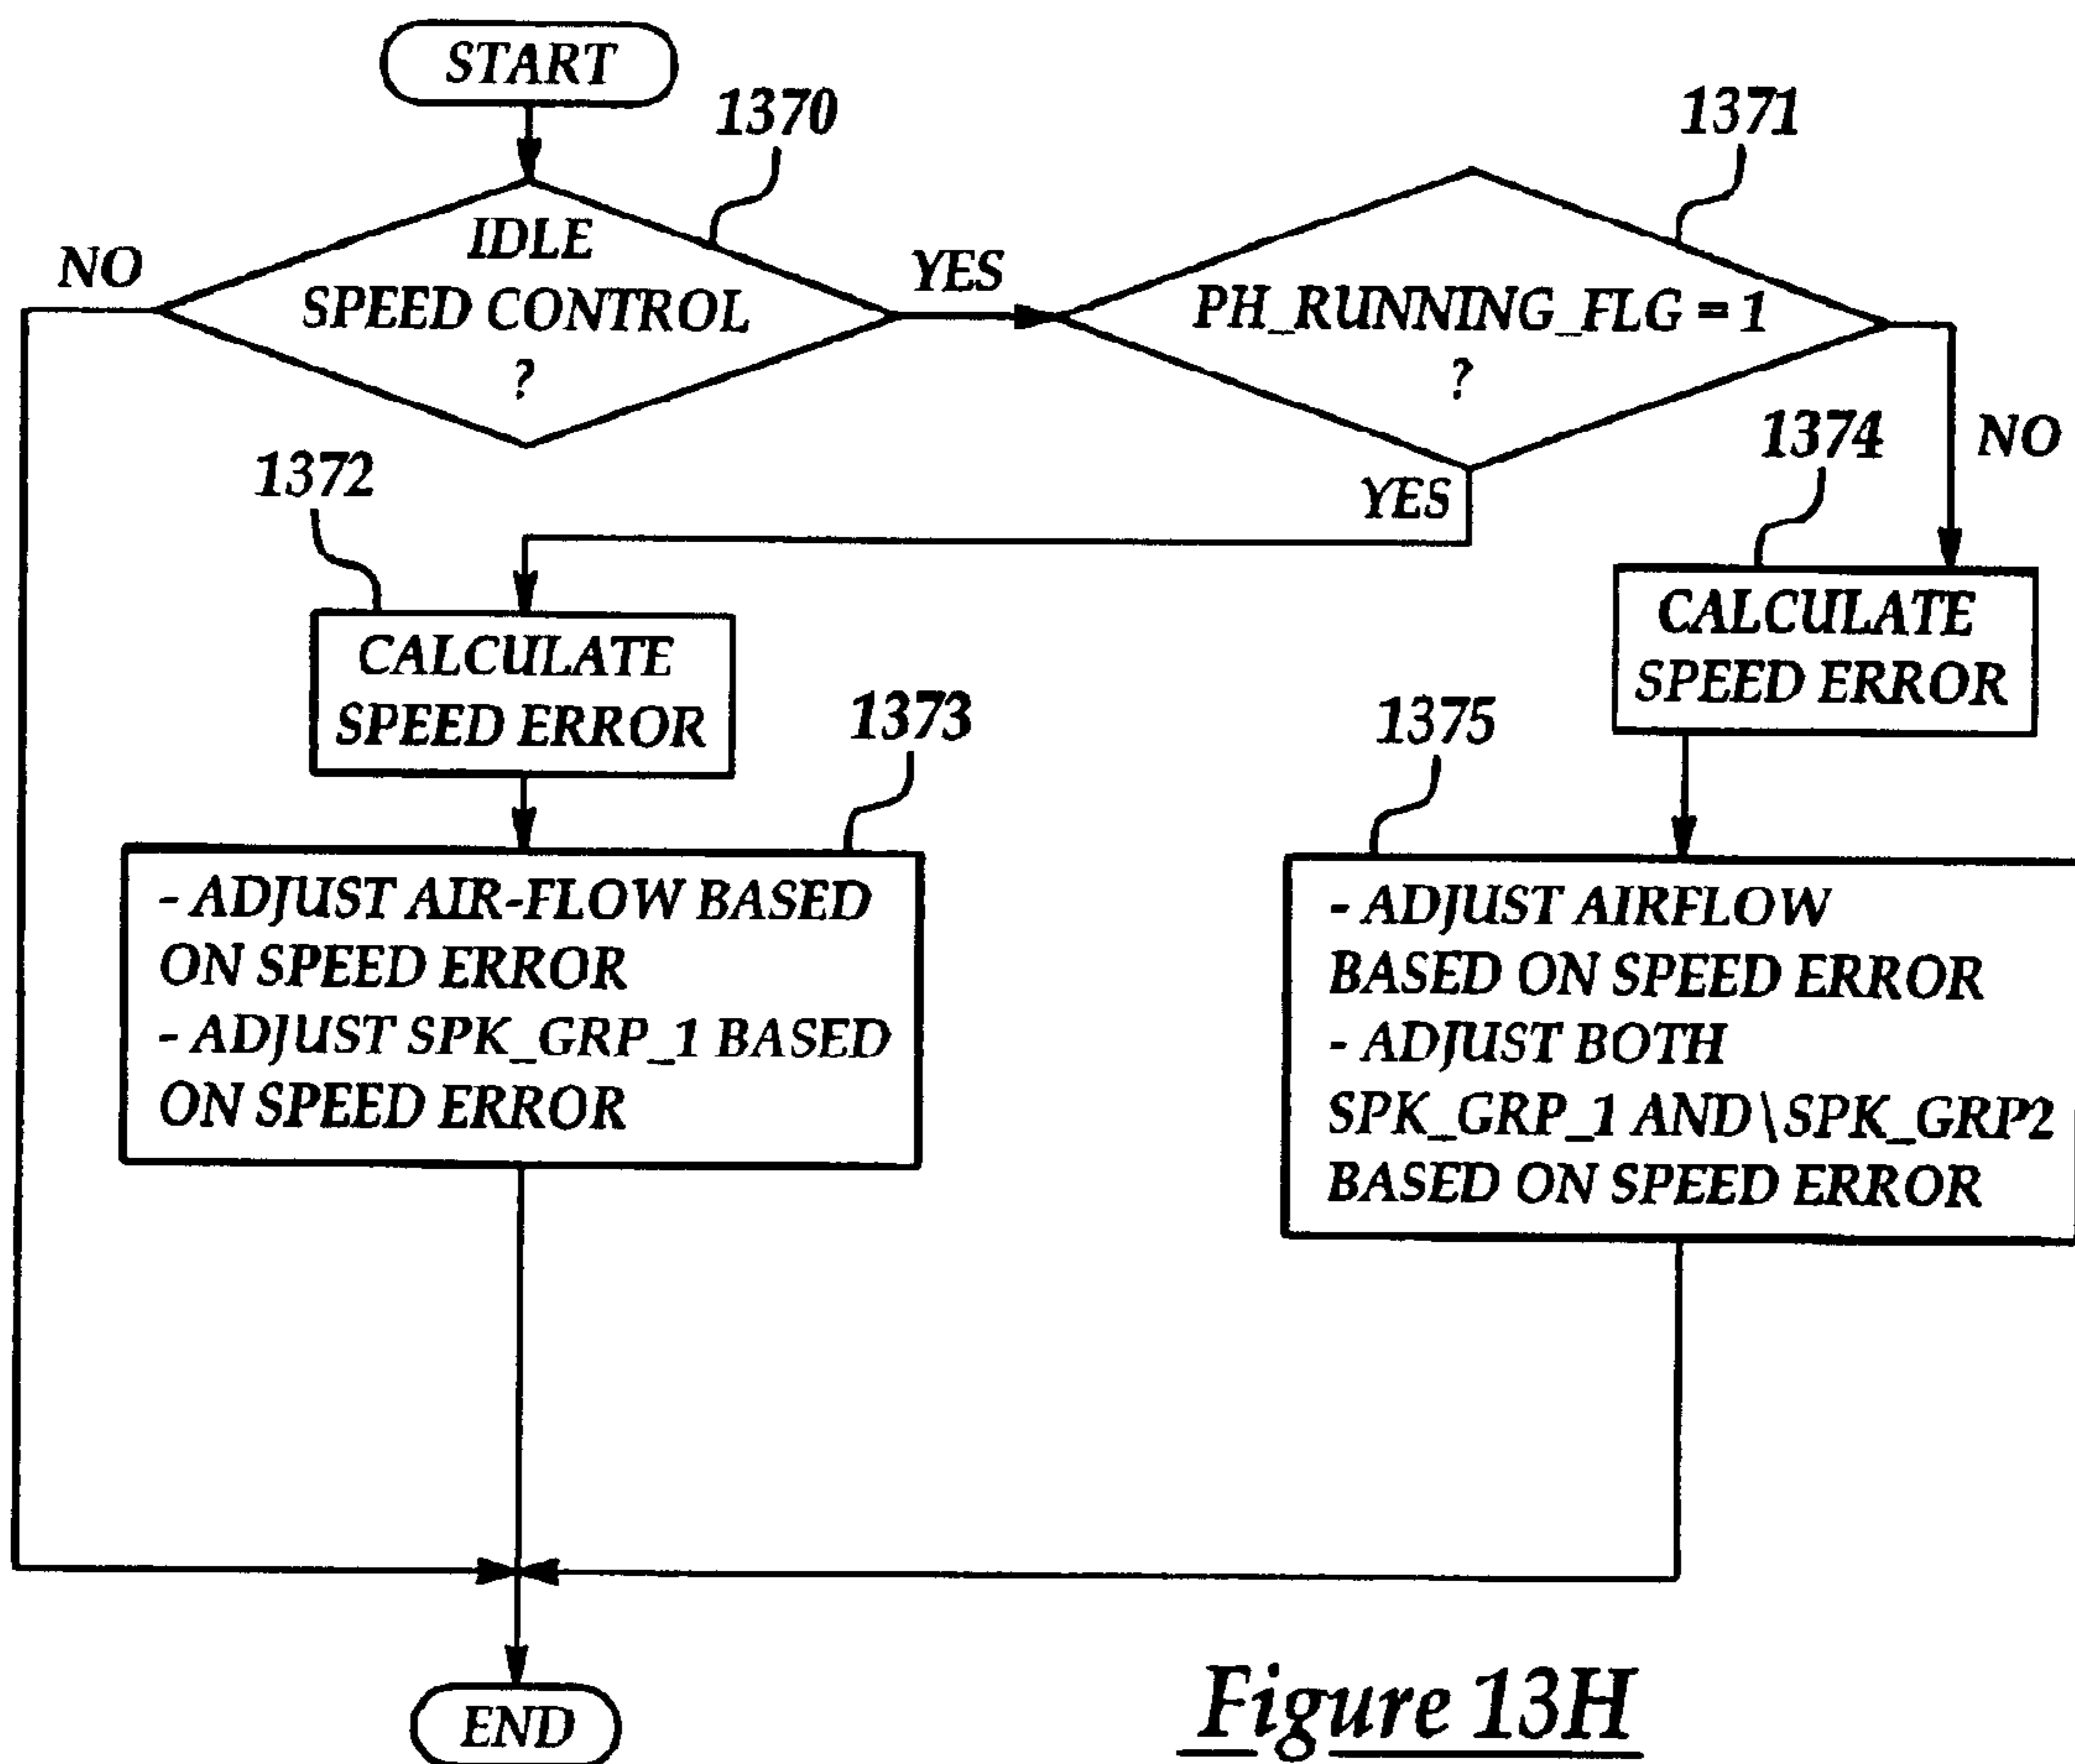 START
1370
1371
IDLE
SPEED CONTROL
?
NO
YES
PH_RUNNING_FLG = 1
?
1372
YES
1374
NO
CALCULATE
SPEED ERROR
CALCULATE
SPEED ERROR
1373
1375
- ADJUST AIR-FLOW BASED
ON SPEED ERROR
- ADJUST SPK_GRP_1 BASED
ON SPEED ERROR
- ADJUST AIRFLOW
BASED ON SPEED ERROR
- ADJUST BOTH
SPK_GRP_1 AND\SPK_GRP2
BASED ON SPEED ERROR
END
Figure 13H